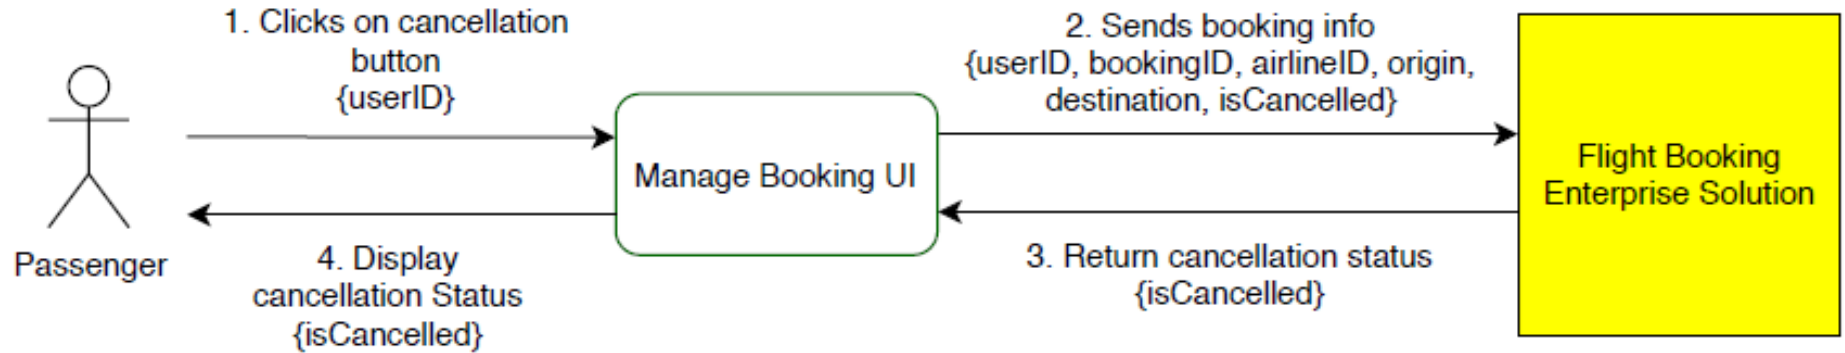 1. Clicks on cancellation
button
{userID}
2. Sends booking info
{userID, bookingID, airlineID, origin,
destination, isCancelled}
Manage Booking UI
Flight Booking
Enterprise Solution
Passenger
4. Display
cancellation Status
{isCancelled}
3. Return cancellation status
{isCancelled}